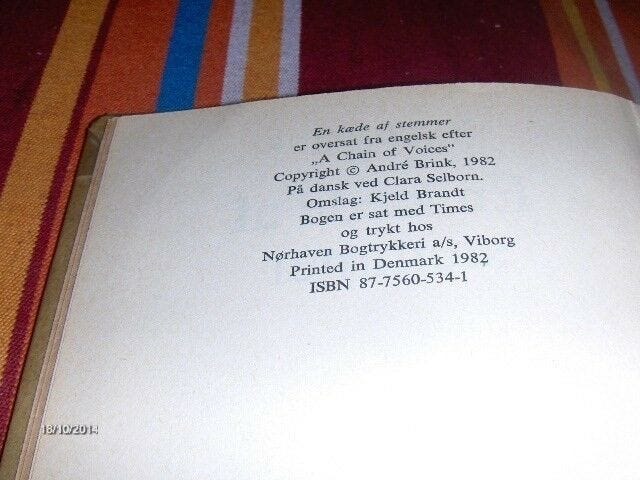 En kæde af stemmer
er oversat fra engelsk efter
„A Chain of Voices"
Copyright © André Brink, 1982
På dansk ved Clara Selborn.
Omslag: Kjeld Brandt
Bogen er sat med Times
og trykt hos
Nørhaven Bogtrykkeri a/s, Viborg
Printed in Denmark 1982
ISBN 87-7560-534-1
18/10/2014